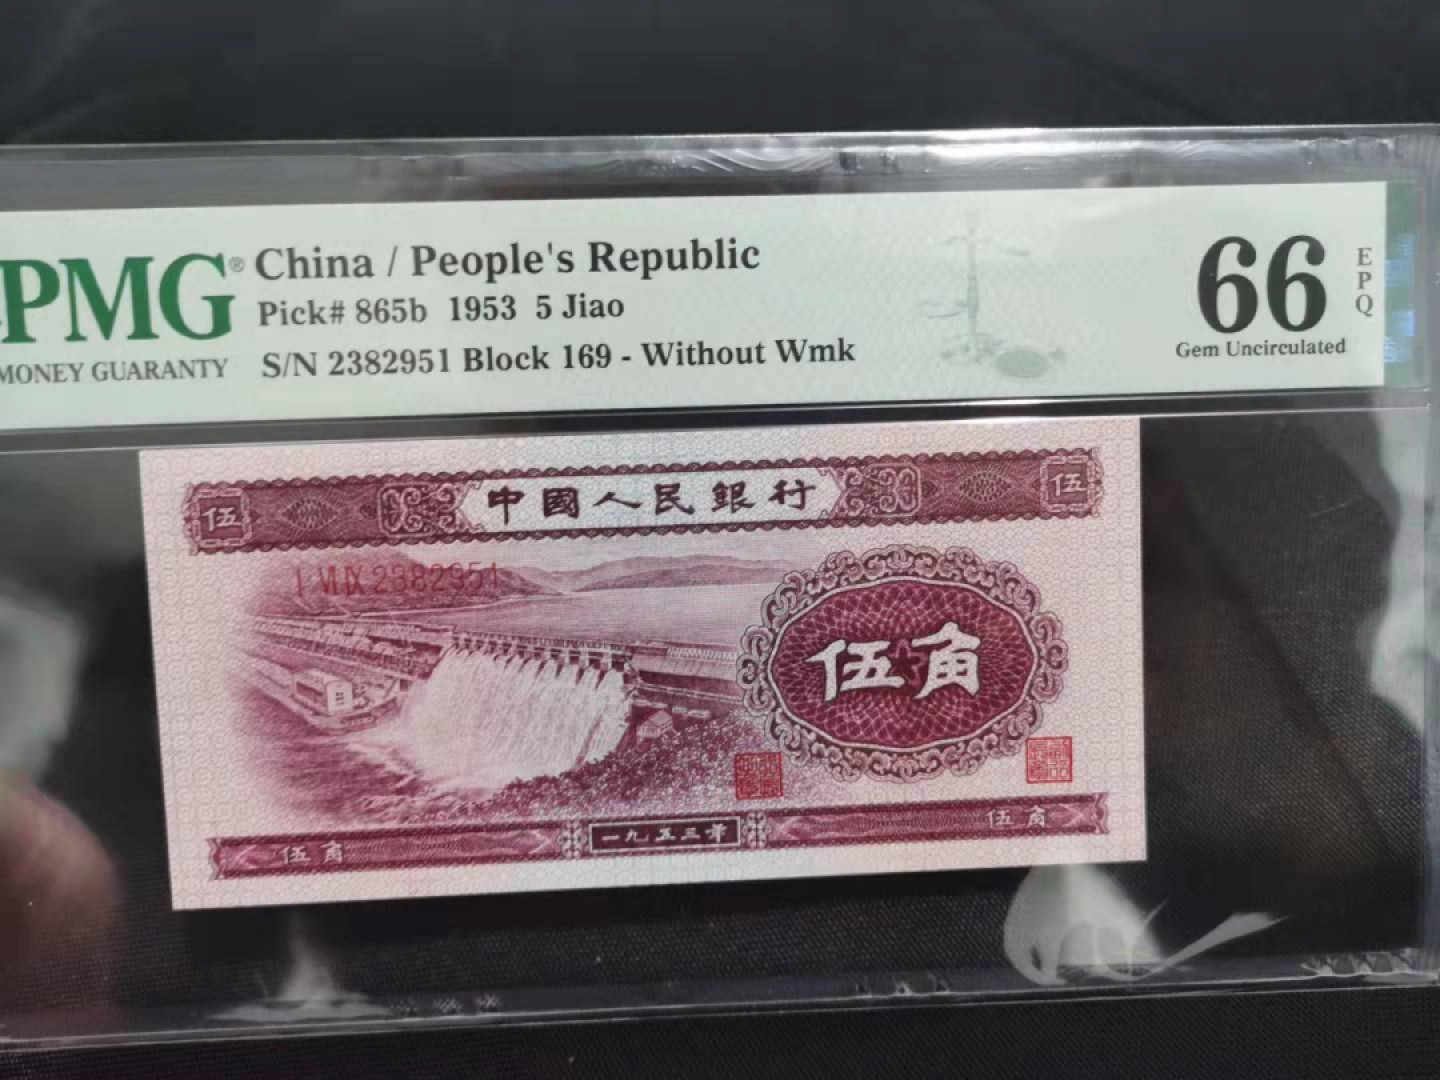 PMG® China / People's Republic
Pick# 865b 1953 5 Jiao
MONEY GUARANTY S/N 2382951 Block 169 - Without Wmk
66 EPQ
Gem Uncirculated
伍 中國人民銀行 伍
I VI IX 2382951
伍角
一九五三年
伍角
伍角